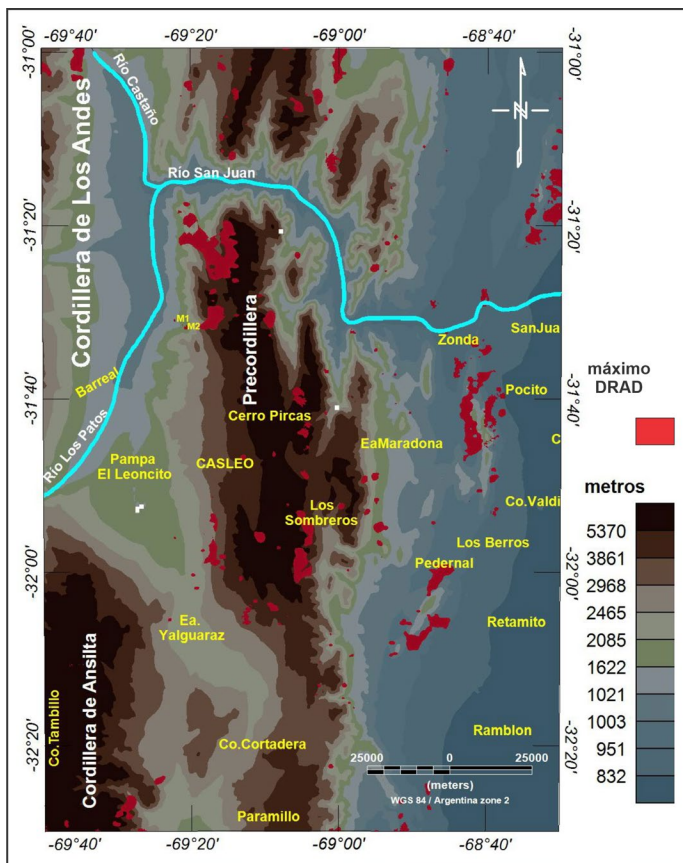 -69°40'
-69°20'
-69°00'
-68°40'
-31°00'
-31°00'
Río Castaño
Cordillera de Los Andes
N
Río San Juan
-31°20'
-31°20'
M1
M2
Precordillera
Zonda
SanJua
Barreal
Pocito
máximo
DRAD
-31°40'
-31°40'
Cerro Pircas
EaMaradona
C
Río Los Patos
Pampa
El Leoncito
CASLEO
metros
Los
Sombreros
Co.Valdi
5370
3861
2968
2465
2085
1622
1021
1003
951
832
Los Berros
Pedernal
-32°00'
-32°00'
Ea.
Yalguaraz
Retamito
Co.Tambillo
Cordillera de Ansilta
Co.Cortadera
Ramblon
-32°20'
-32°20'
25000
0
25000
(meters)
WGS 84 / Argentina zone 2
Paramillo
-69°40'
-69°20'
-69°00'
-68°40'